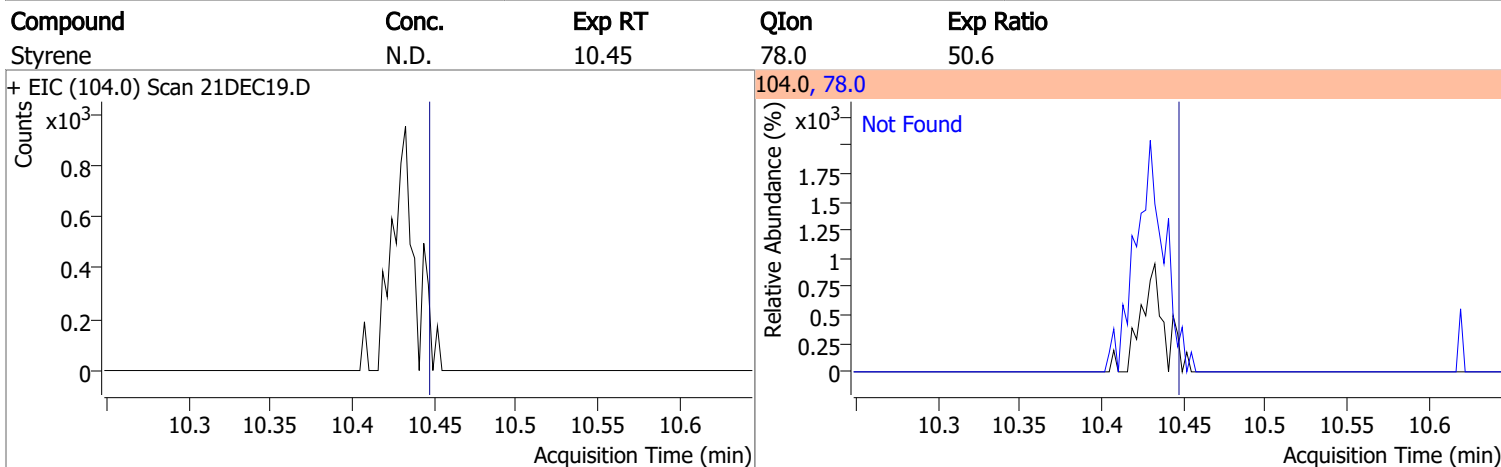 Compound Conc. Exp RT QIon Exp Ratio
Styrene N.D. 10.45 78.0 50.6
+ EIC (104.0) Scan 21DEC19.D
Counts
x10³
0.8
0.6
0.4
0.2
0
10.3 10.35 10.4 10.45 10.5 10.55 10.6
Acquisition Time (min)
104.0, 78.0
Relative Abundance (%)
x10³
Not Found
1.75
1.5
1.25
1
0.75
0.5
0.25
0
10.3 10.35 10.4 10.45 10.5 10.55 10.6
Acquisition Time (min)